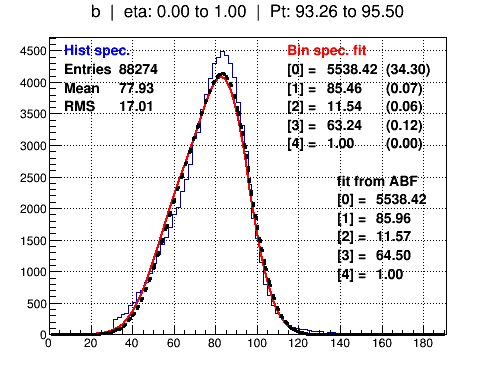 b | eta: 0.00 to 1.00 | Pt: 93.26 to 95.50
Hist spec.
Entries 88274
Mean 77.93
RMS 17.01
Bin spec. fit
[0] = 5538.42 (34.30)
[1] = 85.46 (0.07)
[2] = 11.54 (0.06)
[3] = 63.24 (0.12)
[4] = 1.00 (0.00)
fit from ABF
[0] = 5538.42
[1] = 85.96
[2] = 11.57
[3] = 64.50
[4] = 1.00
4500
4000
3500
3000
2500
2000
1500
1000
500
0
0 20 40 60 80 100 120 140 160 180